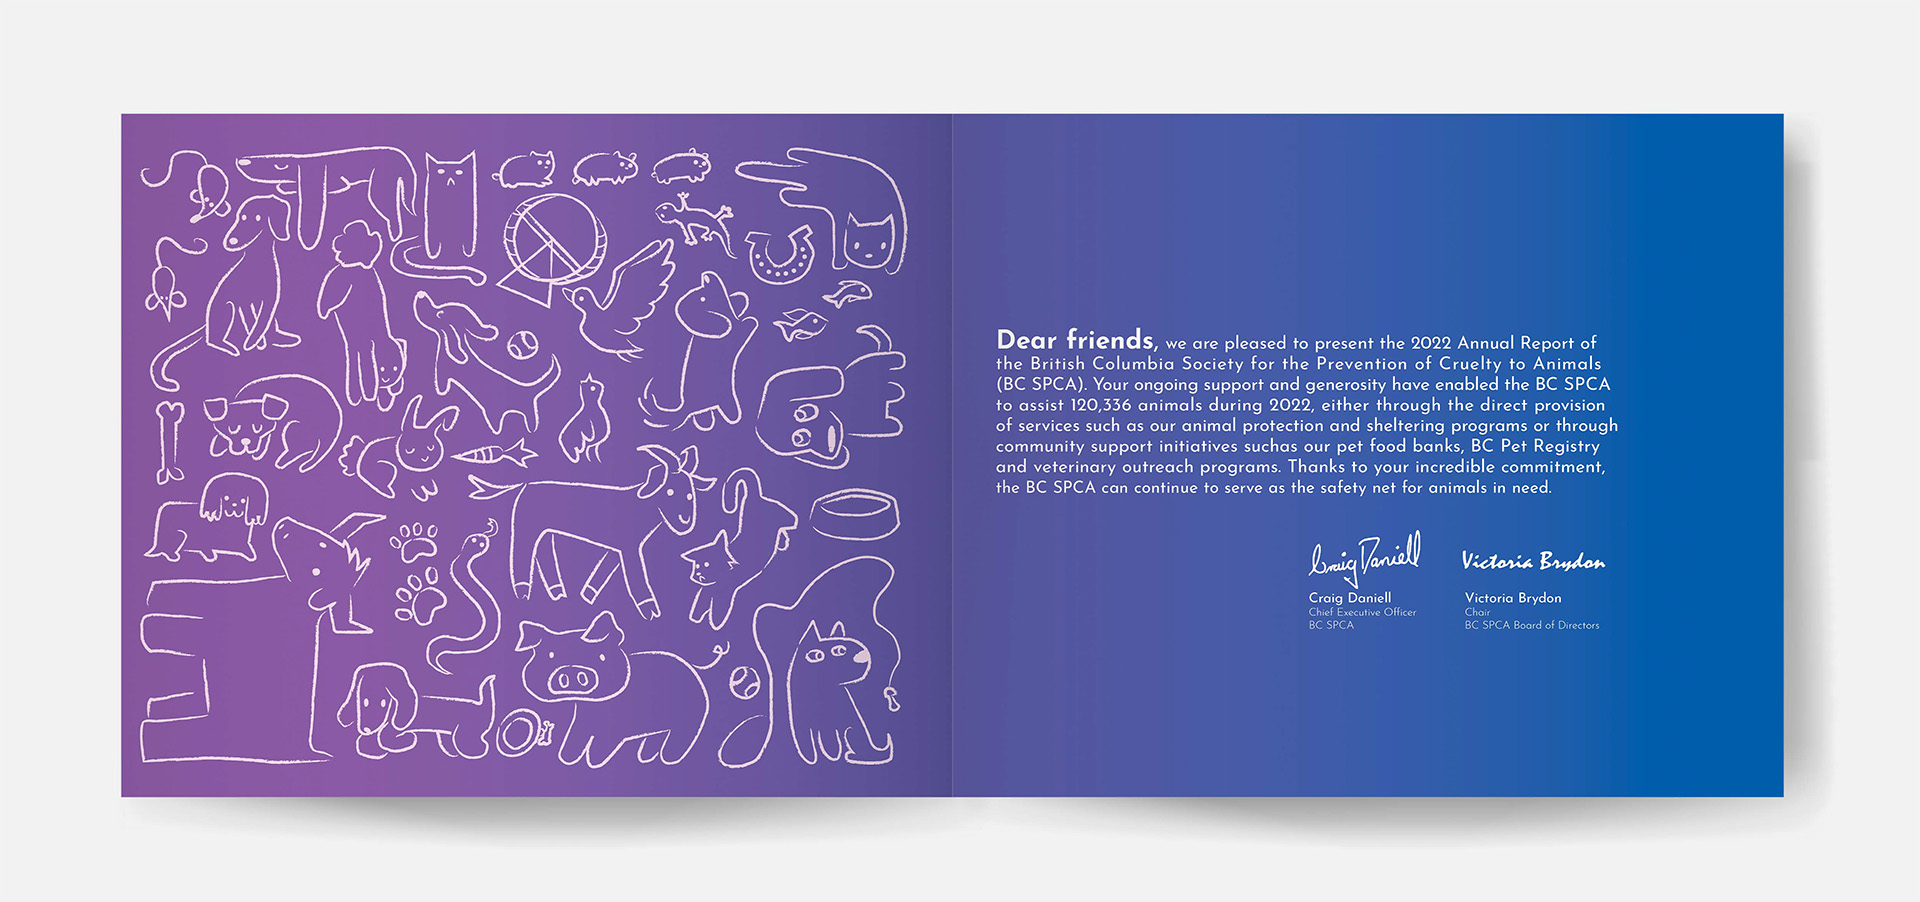 Dear friends, we are pleased to present the 2022 Annual Report of
the British Columbia Society for the Prevention of Cruelty to Animals
(BC SPCA). Your ongoing support and generosity have enabled the BC SPCA
to assist 120,336 animals during 2022, either through the direct provision
of services such as our animal protection and sheltering programs or through
community support initiatives suchas our pet food banks, BC Pet Registry
and veterinary outreach programs. Thanks to your incredible commitment,
the BC SPCA can continue to serve as the safety net for animals in need.
Craig Daniell
Craig Daniell
Chief Executive Officer
BC SPCA
Victoria Brydon
Victoria Brydon
Chair
BC SPCA Board of Directors